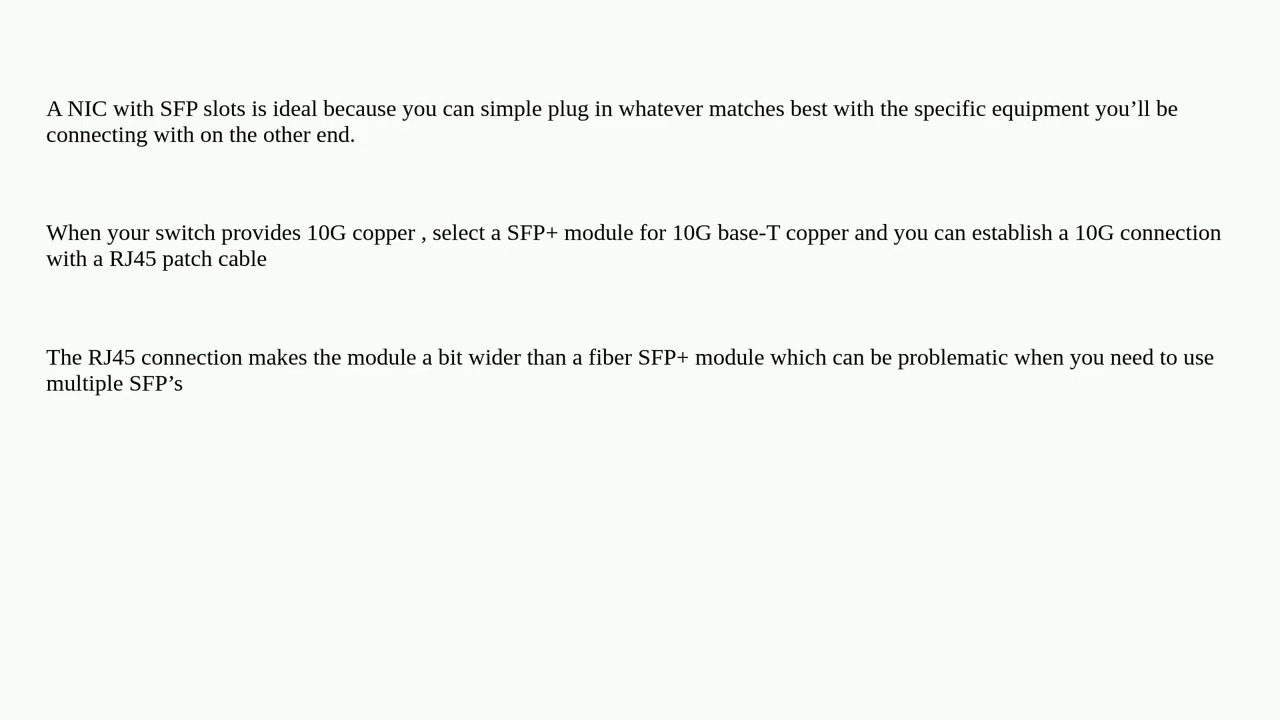 A NIC with SFP slots is ideal because you can simple plug in whatever matches best with the specific equipment you’ll be
connecting with on the other end.
When your switch provides 10G copper , select a SFP+ module for 10G base-T copper and you can establish a 10G connection
with a RJ45 patch cable
The RJ45 connection makes the module a bit wider than a fiber SFP+ module which can be problematic when you need to use
multiple SFP’s